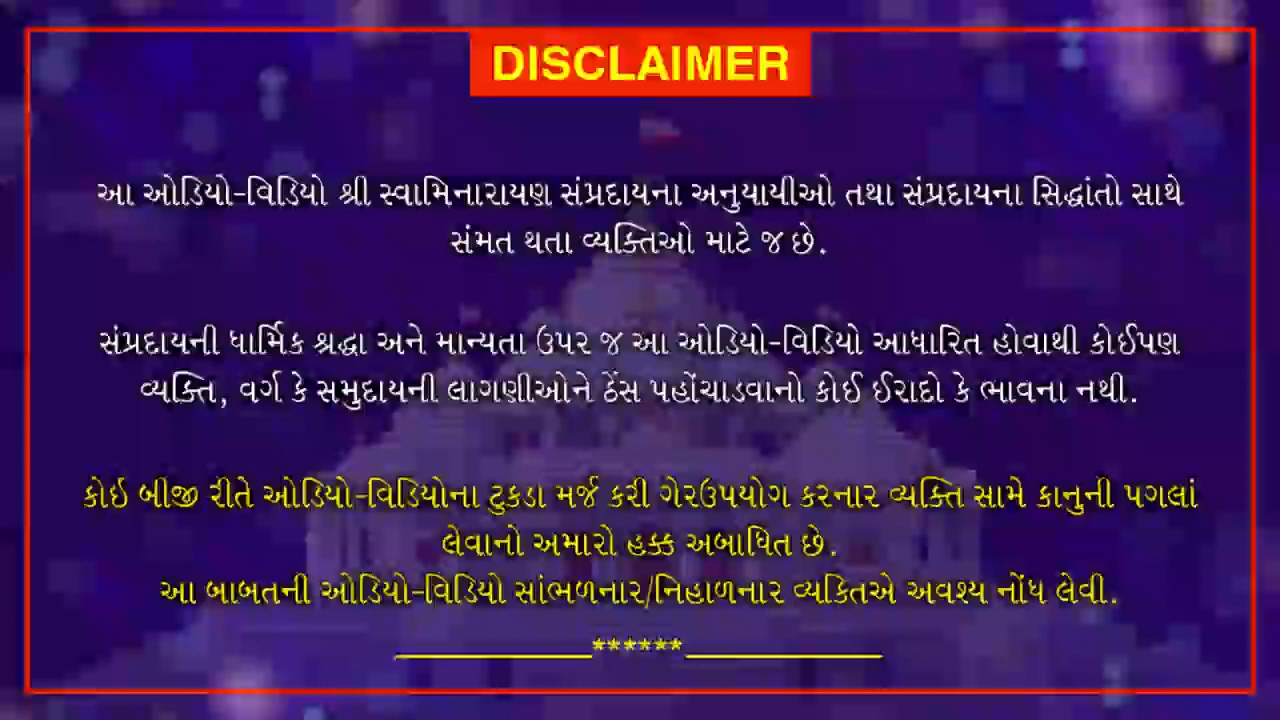 DISCLAIMER
આ ઓડિયો-વિડિયો શ્રી સ્વામિનારાયણ સંપ્રદાયના અનુયાયીઓ તથા સંપ્રદાયના સિદ્ધાંતો સાથે
સંમત થતા વ્યક્તિઓ માટે જ છે.
સંપ્રદાયની ધાર્મિક શ્રદ્ધા અને માન્યતા ઉપર જ આ ઓડિયો-વિડિયો આધારિત હોવાથી કોઈપણ
વ્યક્તિ, વર્ગ કે સમુદાયની લાગણીઓને ઠેંસ પહોંચાડવાનો કોઈ ઈરાદો કે ભાવના નથી.
કોઇ બીજી રીતે ઓડિયો-વિડિયોના ટુકડા મર્જ કરી ગેરઉપયોગ કરનાર વ્યક્તિ સામે કાનુની પગલાં
લેવાનો અમારો હક્ક અબાધિત છે.
આ બાબતની ઓડિયો-વિડિયો સાંભળનાર/નિહાળનાર વ્યકિતએ અવશ્ય નોંધ લેવી.
____________******____________